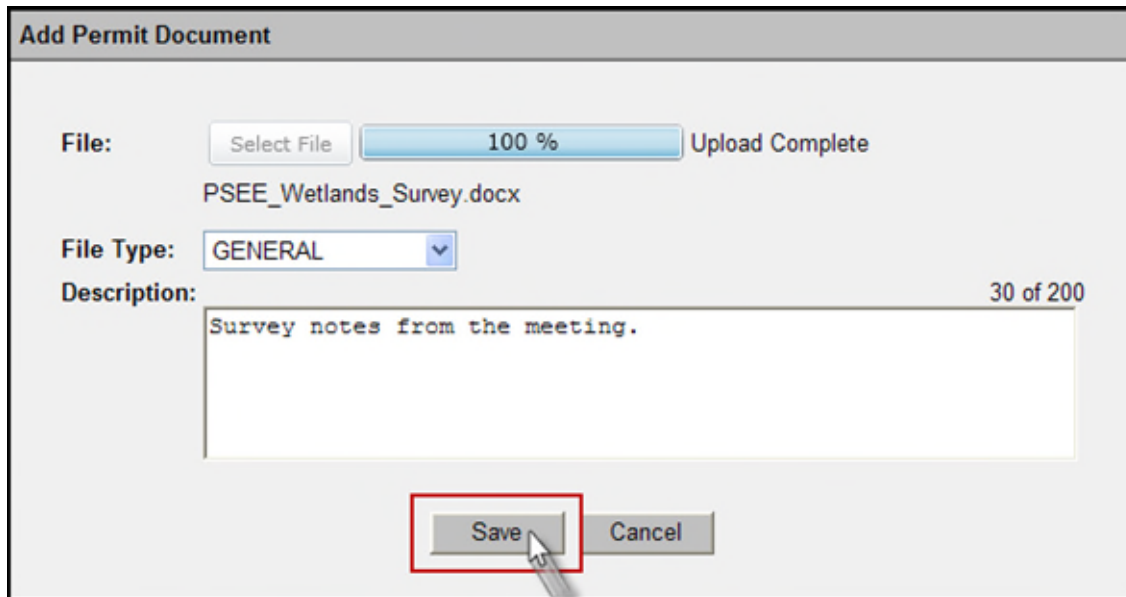 Add Permit Document
File: Select File 100 % Upload Complete
PSEE_Wetlands_Survey.docx
File Type: GENERAL
Description: 30 of 200
Survey notes from the meeting.
Save Cancel